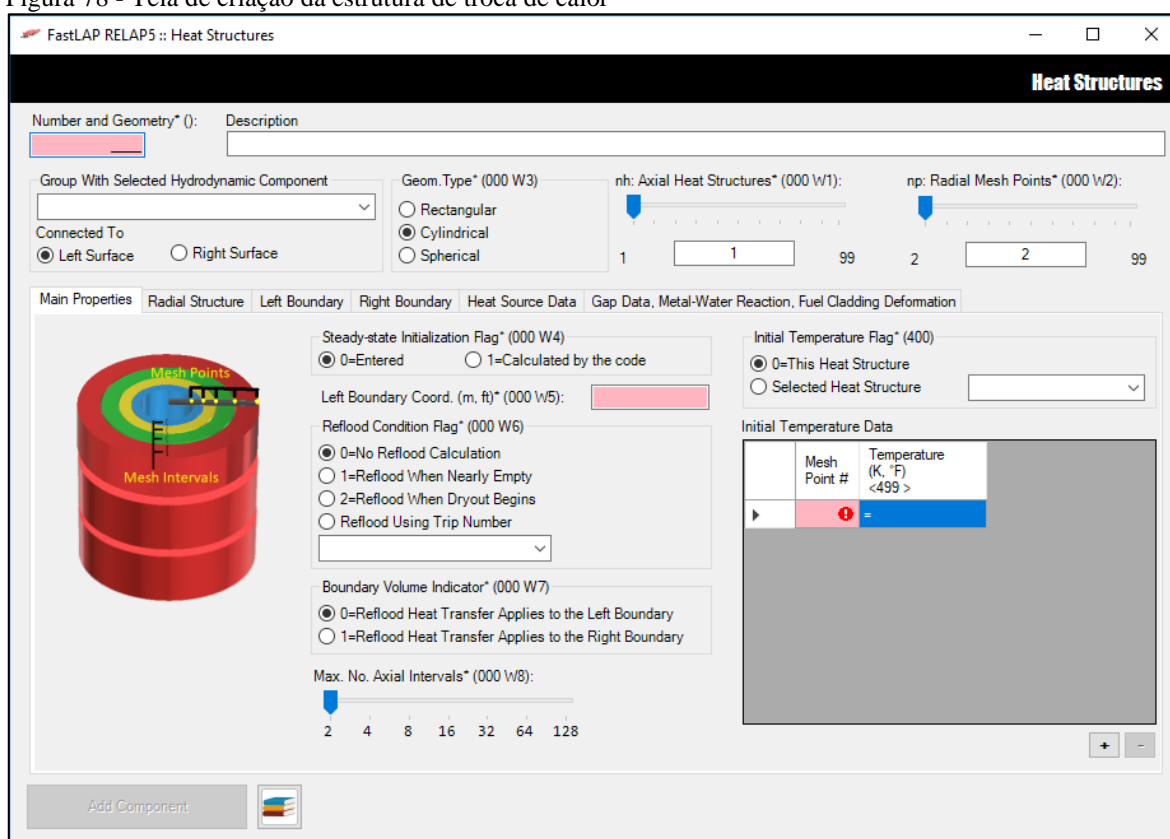 Figura 78 - Tela de criação da estrutura de troca de calor
FastLAP RELAP5 :: Heat Structures
Heat Structures
Number and Geometry* (): Description
Group With Selected Hydrodynamic Component
Connected To
Left Surface Right Surface
Geom.Type* (000 W3)
Rectangular
Cylindrical
Spherical
nh: Axial Heat Structures* (000 W1):
1 1 99
np: Radial Mesh Points* (000 W2):
2 2 99
Main Properties Radial Structure Left Boundary Right Boundary Heat Source Data Gap Data, Metal-Water Reaction, Fuel Cladding Deformation
Mesh Points
Mesh Intervals
Steady-state Initialization Flag* (000 W4)
0=Entered 1=Calculated by the code
Left Boundary Coord. (m, ft)* (000 W5):
Reflood Condition Flag* (000 W6)
0=No Reflood Calculation
1=Reflood When Nearly Empty
2=Reflood When Dryout Begins
Reflood Using Trip Number
Boundary Volume Indicator* (000 W7)
0=Reflood Heat Transfer Applies to the Left Boundary
1=Reflood Heat Transfer Applies to the Right Boundary
Max. No. Axial Intervals* (000 W8):
2 4 8 16 32 64 128
Initial Temperature Flag* (400)
0=This Heat Structure
Selected Heat Structure
Initial Temperature Data
Mesh
Point #
Temperature
(K, °F)
<499 >
=
+ -
Add Component